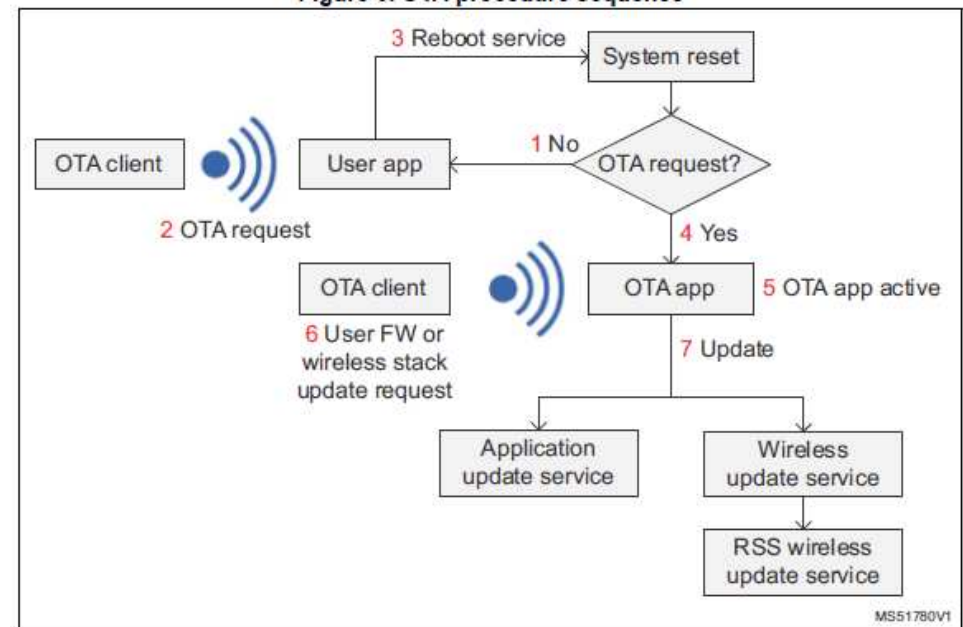 3 Reboot service
System reset
1 No
OTA client
User app
OTA request?
2 OTA request
4 Yes
OTA client
OTA app
5 OTA app active
6 User FW or
wireless stack
update request
7 Update
Application
update service
Wireless
update service
RSS wireless
update service
MS51780V1